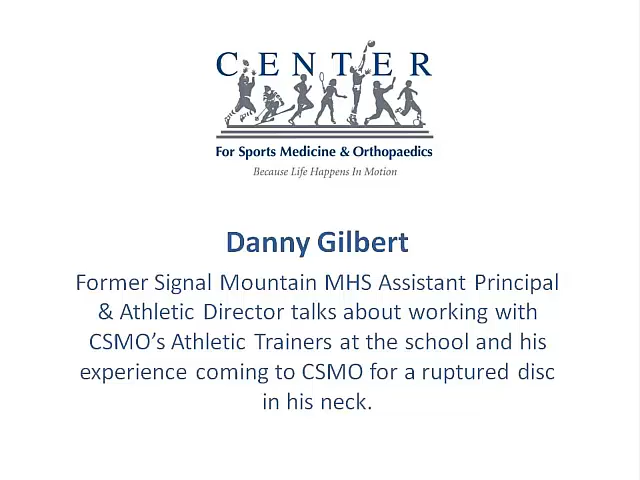 CENTER
For Sports Medicine & Orthopaedics
Because Life Happens In Motion
Danny Gilbert
Former Signal Mountain MHS Assistant Principal
& Athletic Director talks about working with
CSMO’s Athletic Trainers at the school and his
experience coming to CSMO for a ruptured disc
in his neck.